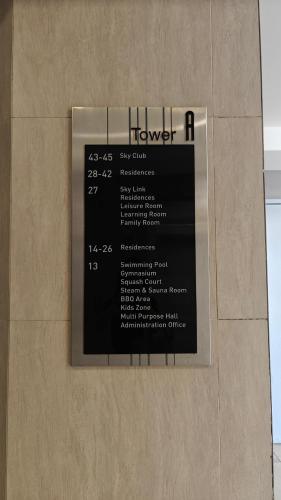 Tower A
43-45 Sky Club
28-42 Residences
27 Sky Link
Residences
Leisure Room
Learning Room
Family Room
14-26 Residences
13 Swimming Pool
Gymnasium
Squash Court
Steam & Sauna Room
BBQ Area
Kids Zone
Multi Purpose Hall
Administration Office